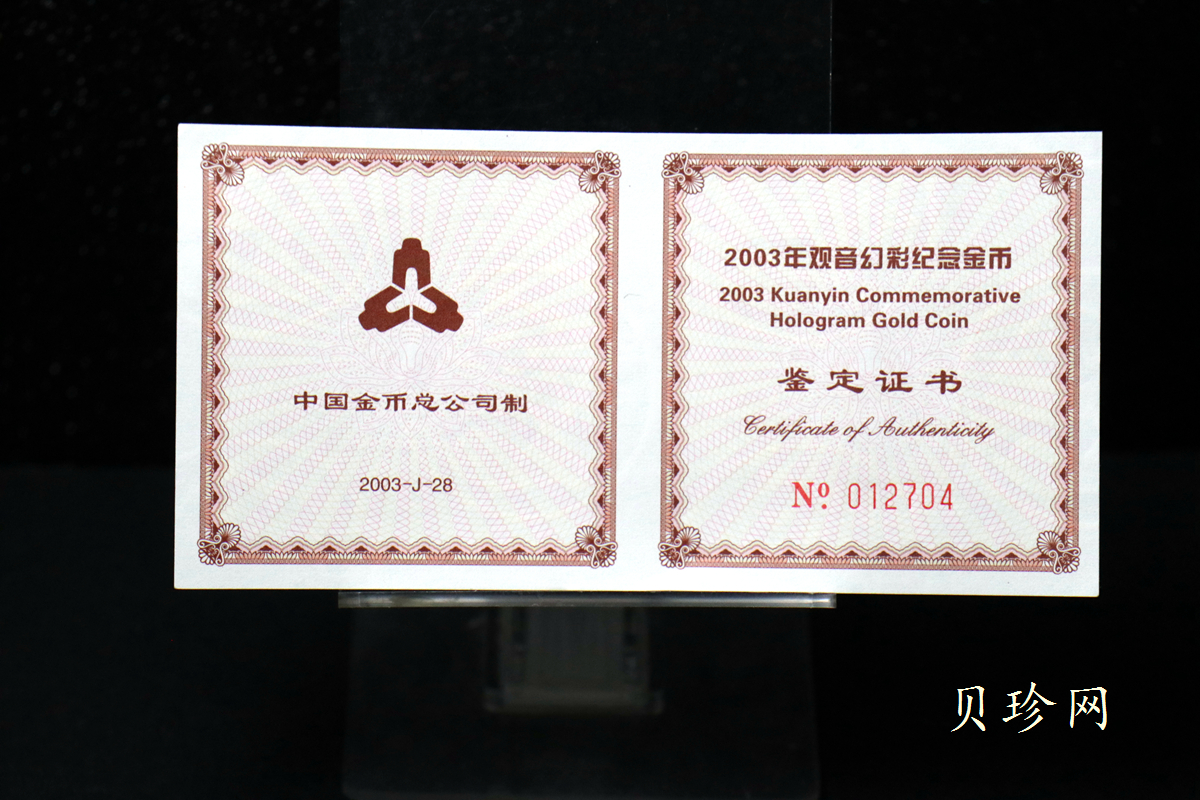 中国金币总公司制
2003-J-28
2003年观音幻彩纪念金币
2003 Kuanyin Commemorative
Hologram Gold Coin
鉴定证书
Certificate of Authenticity
Nº 012704
贝珍网